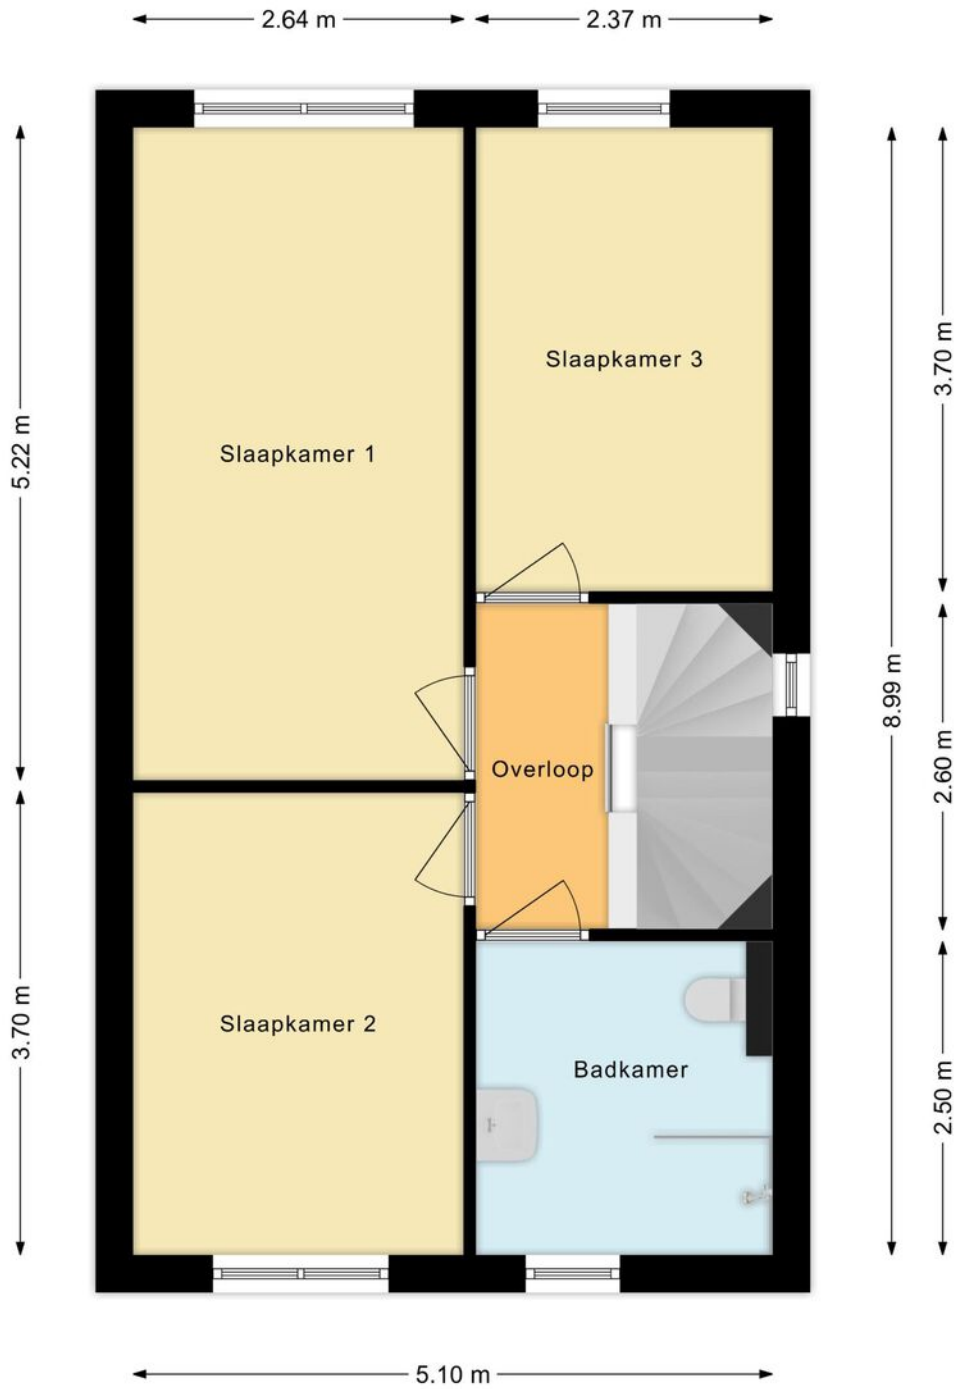 2.64 m
2.37 m
Slaapkamer 3
3.70 m
Slaapkamer 1
5.22 m
8.99 m
Overloop
2.60 m
Slaapkamer 2
3.70 m
Badkamer
2.50 m
5.10 m